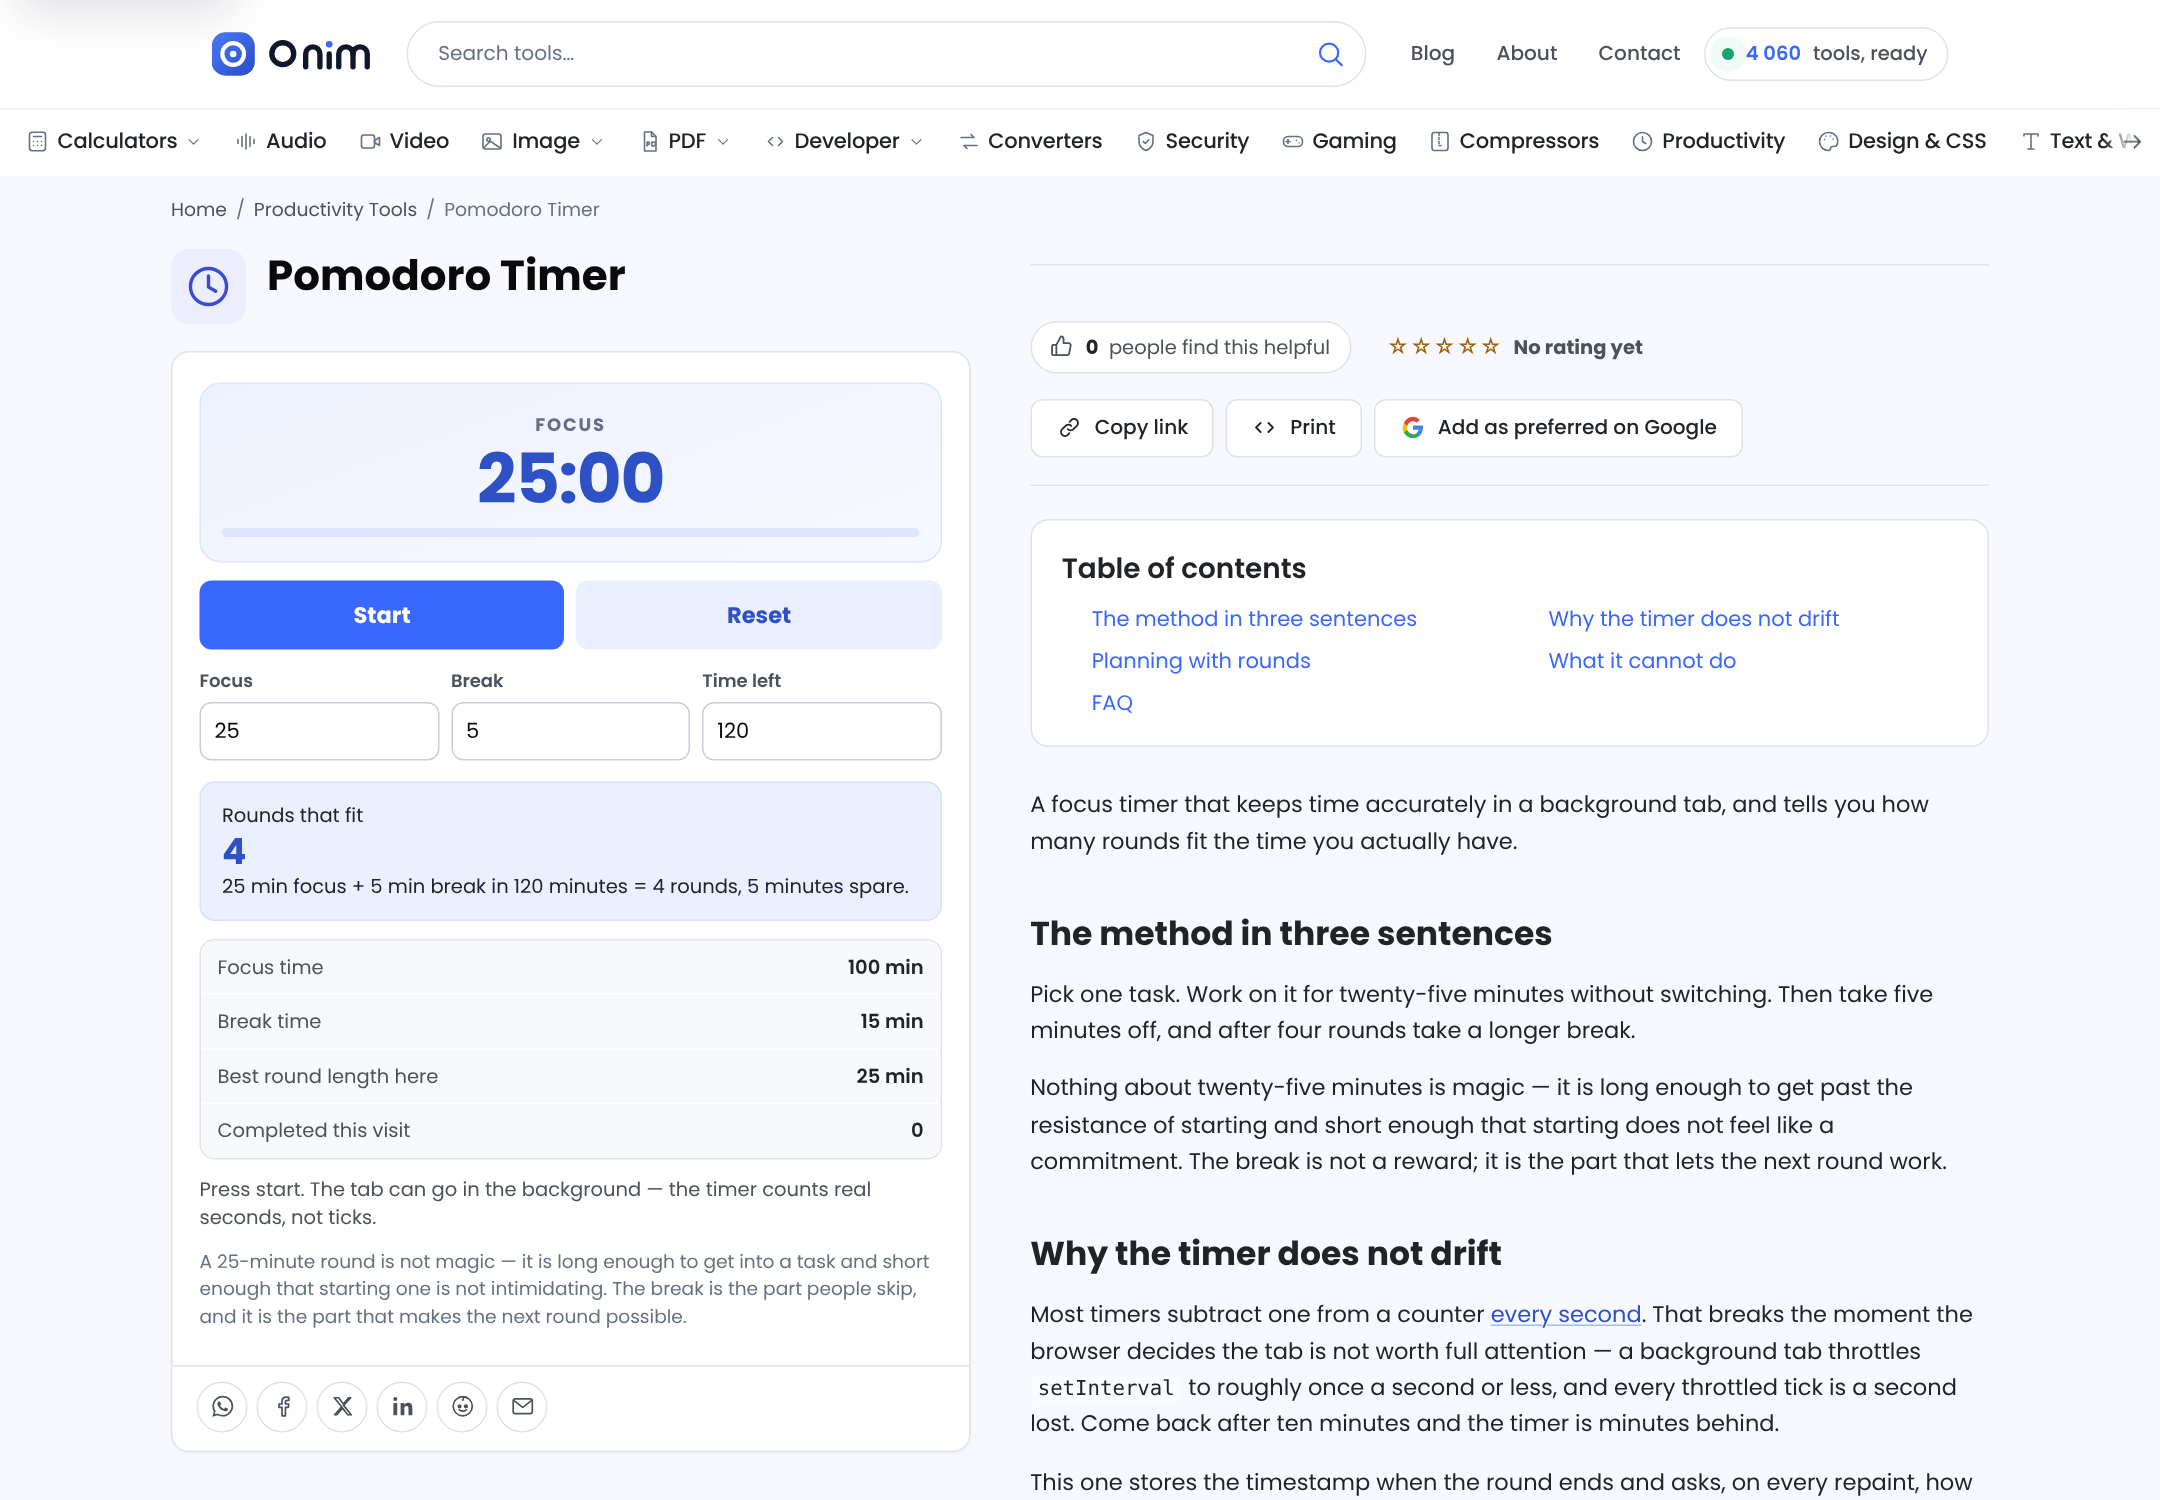 Onim
Search tools...
Blog
About
Contact
4 060 tools, ready
Calculators
Audio
Video
Image
PDF
Developer
Converters
Security
Gaming
Compressors
Productivity
Design & CSS
Text &
Home / Productivity Tools / Pomodoro Timer
Pomodoro Timer
FOCUS
25:00
Start
Reset
Focus
Break
Time left
25
5
120
Rounds that fit
4
25 min focus + 5 min break in 120 minutes = 4 rounds, 5 minutes spare.
Focus time 100 min
Break time 15 min
Best round length here 25 min
Completed this visit 0
Press start. The tab can go in the background — the timer counts real
seconds, not ticks.
A 25-minute round is not magic — it is long enough to get into a task and short
enough that starting one is not intimidating. The break is the part people skip,
and it is the part that makes the next round possible.
0 people find this helpful
No rating yet
Copy link
Print
Add as preferred on Google
Table of contents
The method in three sentences
Why the timer does not drift
Planning with rounds
What it cannot do
FAQ
A focus timer that keeps time accurately in a background tab, and tells you how
many rounds fit the time you actually have.
The method in three sentences
Pick one task. Work on it for twenty-five minutes without switching. Then take five
minutes off, and after four rounds take a longer break.
Nothing about twenty-five minutes is magic — it is long enough to get past the
resistance of starting and short enough that starting does not feel like a
commitment. The break is not a reward; it is the part that lets the next round work.
Why the timer does not drift
Most timers subtract one from a counter every second. That breaks the moment the
browser decides the tab is not worth full attention — a background tab throttles
setInterval to roughly once a second or less, and every throttled tick is a second
lost. Come back after ten minutes and the timer is minutes behind.
This one stores the timestamp when the round ends and asks, on every repaint, how